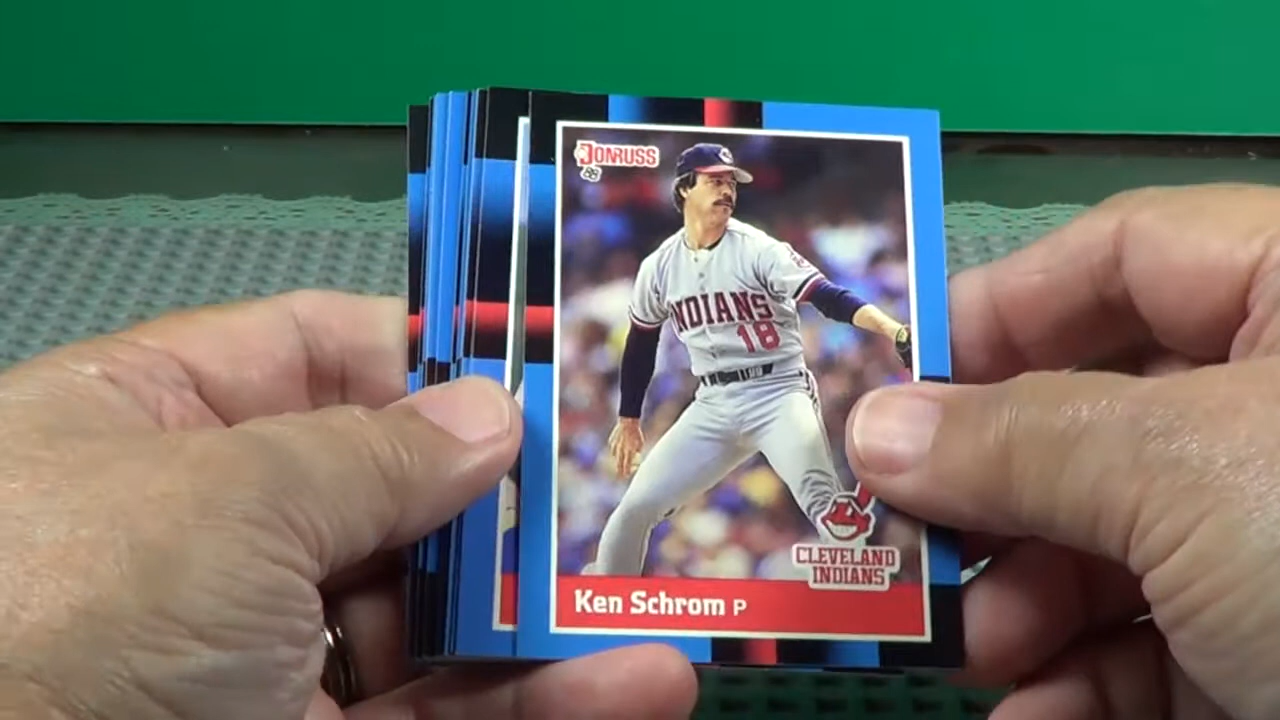 DONRUSS
88
INDIANS
18
CLEVELAND
INDIANS
Ken Schrom P